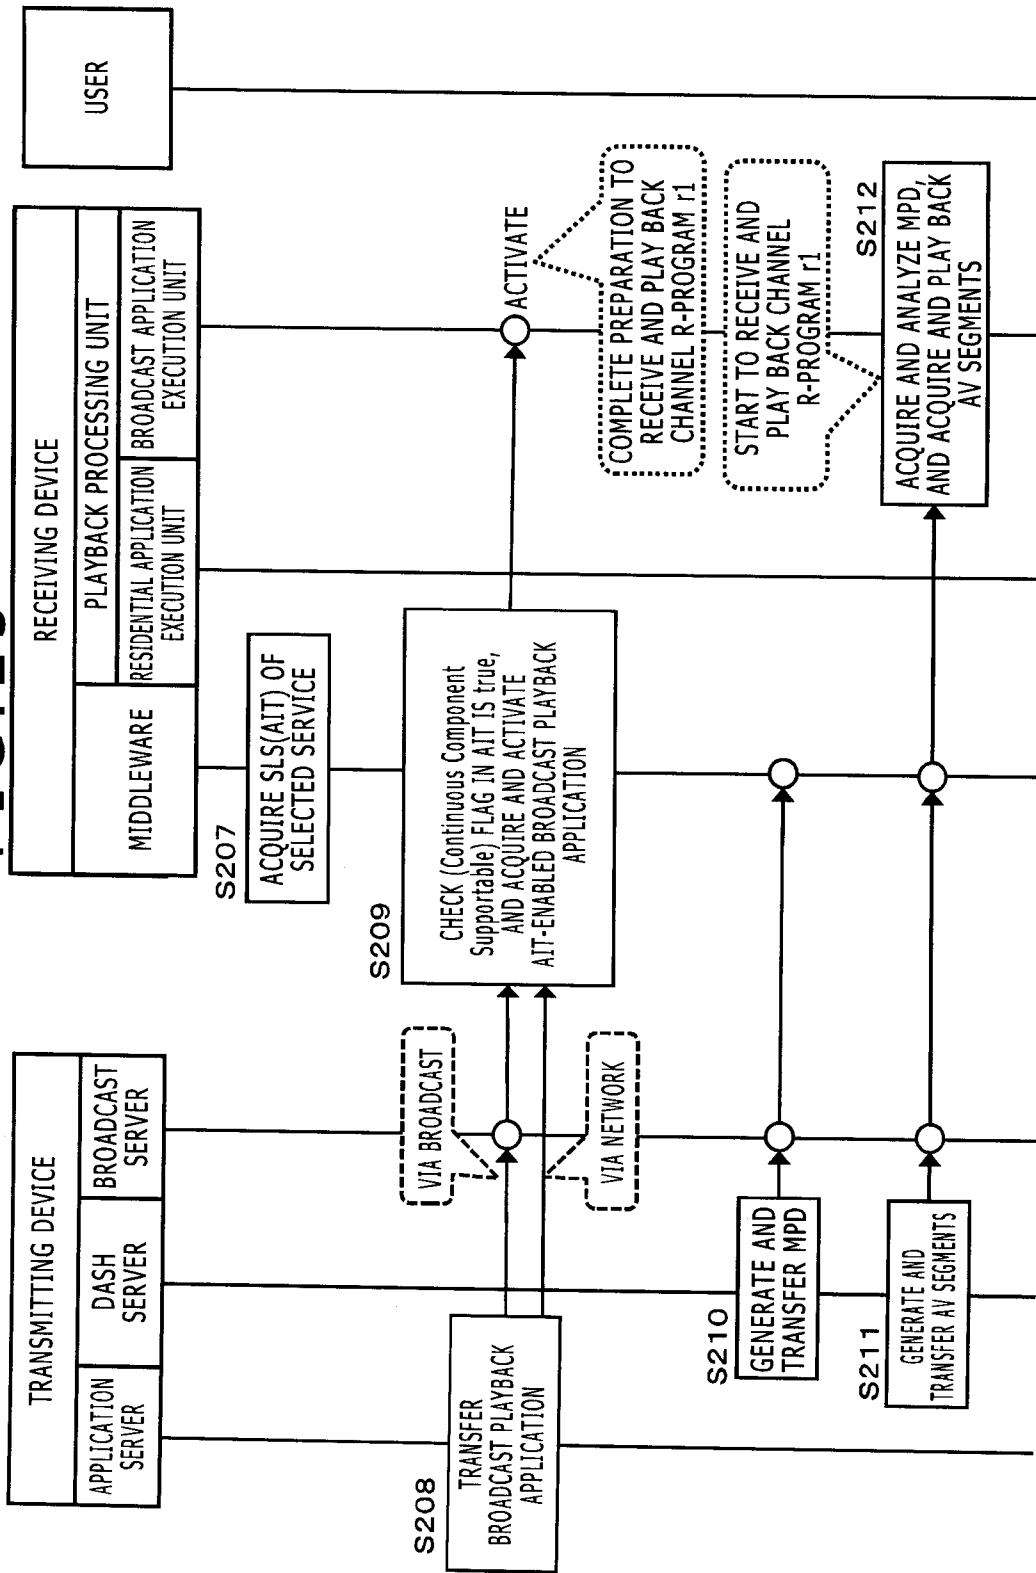 TRANSMITTING DEVICE
APPLICATION
SERVER
DASH
SERVER
BROADCAST
SERVER
RECEIVING DEVICE
MIDDLEWARE
PLAYBACK PROCESSING UNIT
RESIDENTIAL APPLICATION
EXECUTION UNIT
BROADCAST APPLICATION
EXECUTION UNIT
USER
S207
ACQUIRE SLS(AIT) OF
SELECTED SERVICE
S208
TRANSFER
BROADCAST PLAYBACK
APPLICATION
VIA BROADCAST
VIA NETWORK
S209
CHECK (Continuous Component
Supportable) FLAG IN AIT IS true,
AND ACQUIRE AND ACTIVATE
AIT-ENABLED BROADCAST PLAYBACK
APPLICATION
ACTIVATE
COMPLETE PREPARATION TO
RECEIVE AND PLAY BACK
CHANNEL R-PROGRAM r1
START TO RECEIVE AND
PLAY BACK CHANNEL
R-PROGRAM r1
S210
GENERATE AND
TRANSFER MPD
S211
GENERATE AND
TRANSFER AV SEGMENTS
S212
ACQUIRE AND ANALYZE MPD,
AND ACQUIRE AND PLAY BACK
AV SEGMENTS